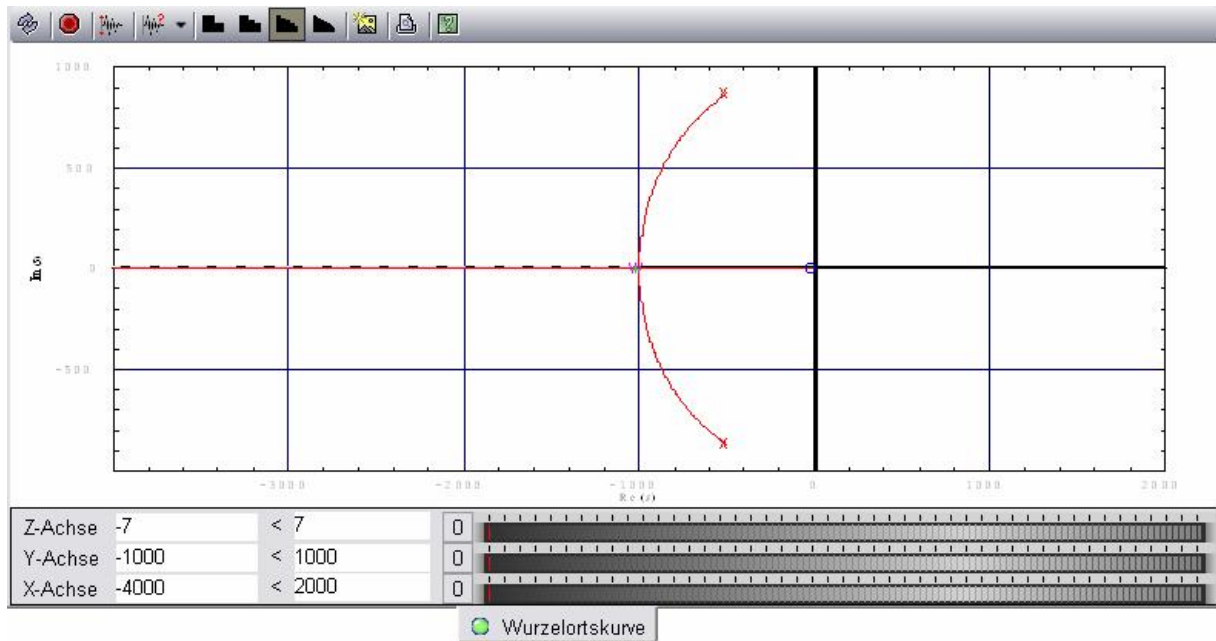 1000
500
0
-500
Im(s)
-3000
-2000
-1000
0
1000
2000
Re(s)
Z-Achse -7 < 7 0
Y-Achse -1000 < 1000 0
X-Achse -4000 < 2000 0
Wurzelortskurve